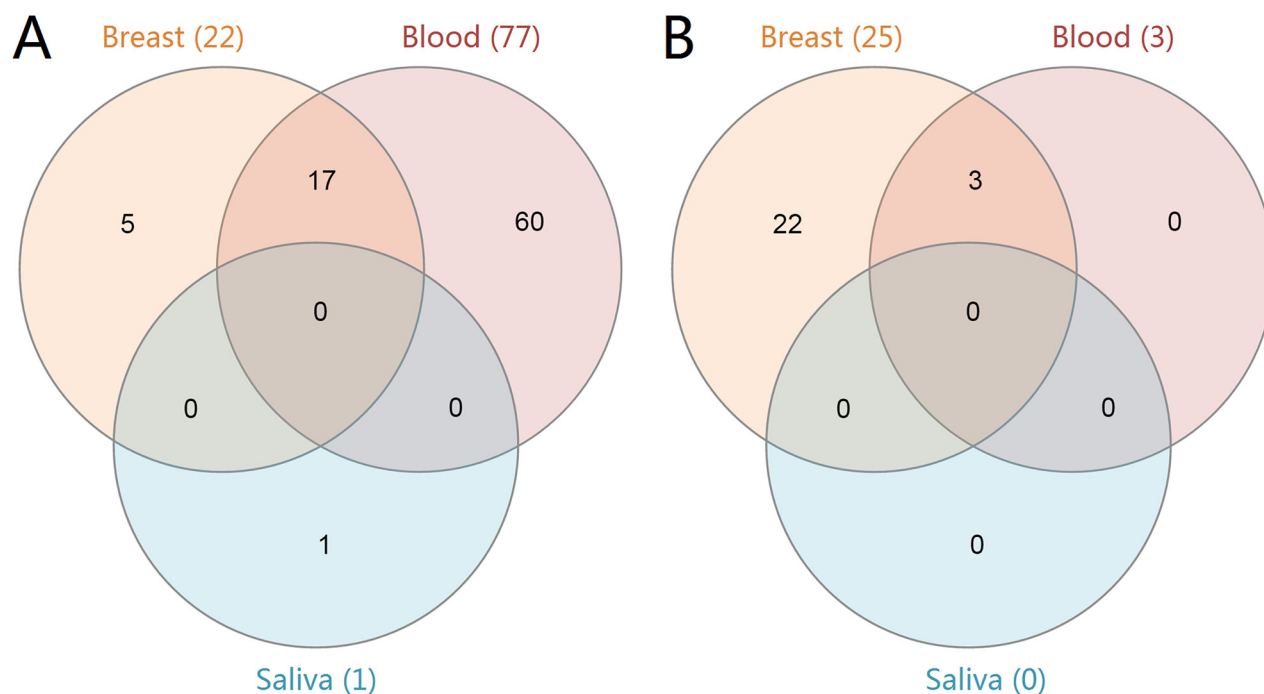 A
Breast (22)
Blood (77)
17
5
60
0
0
0
1
Saliva (1)
B
Breast (25)
Blood (3)
3
22
0
0
0
0
0
Saliva (0)